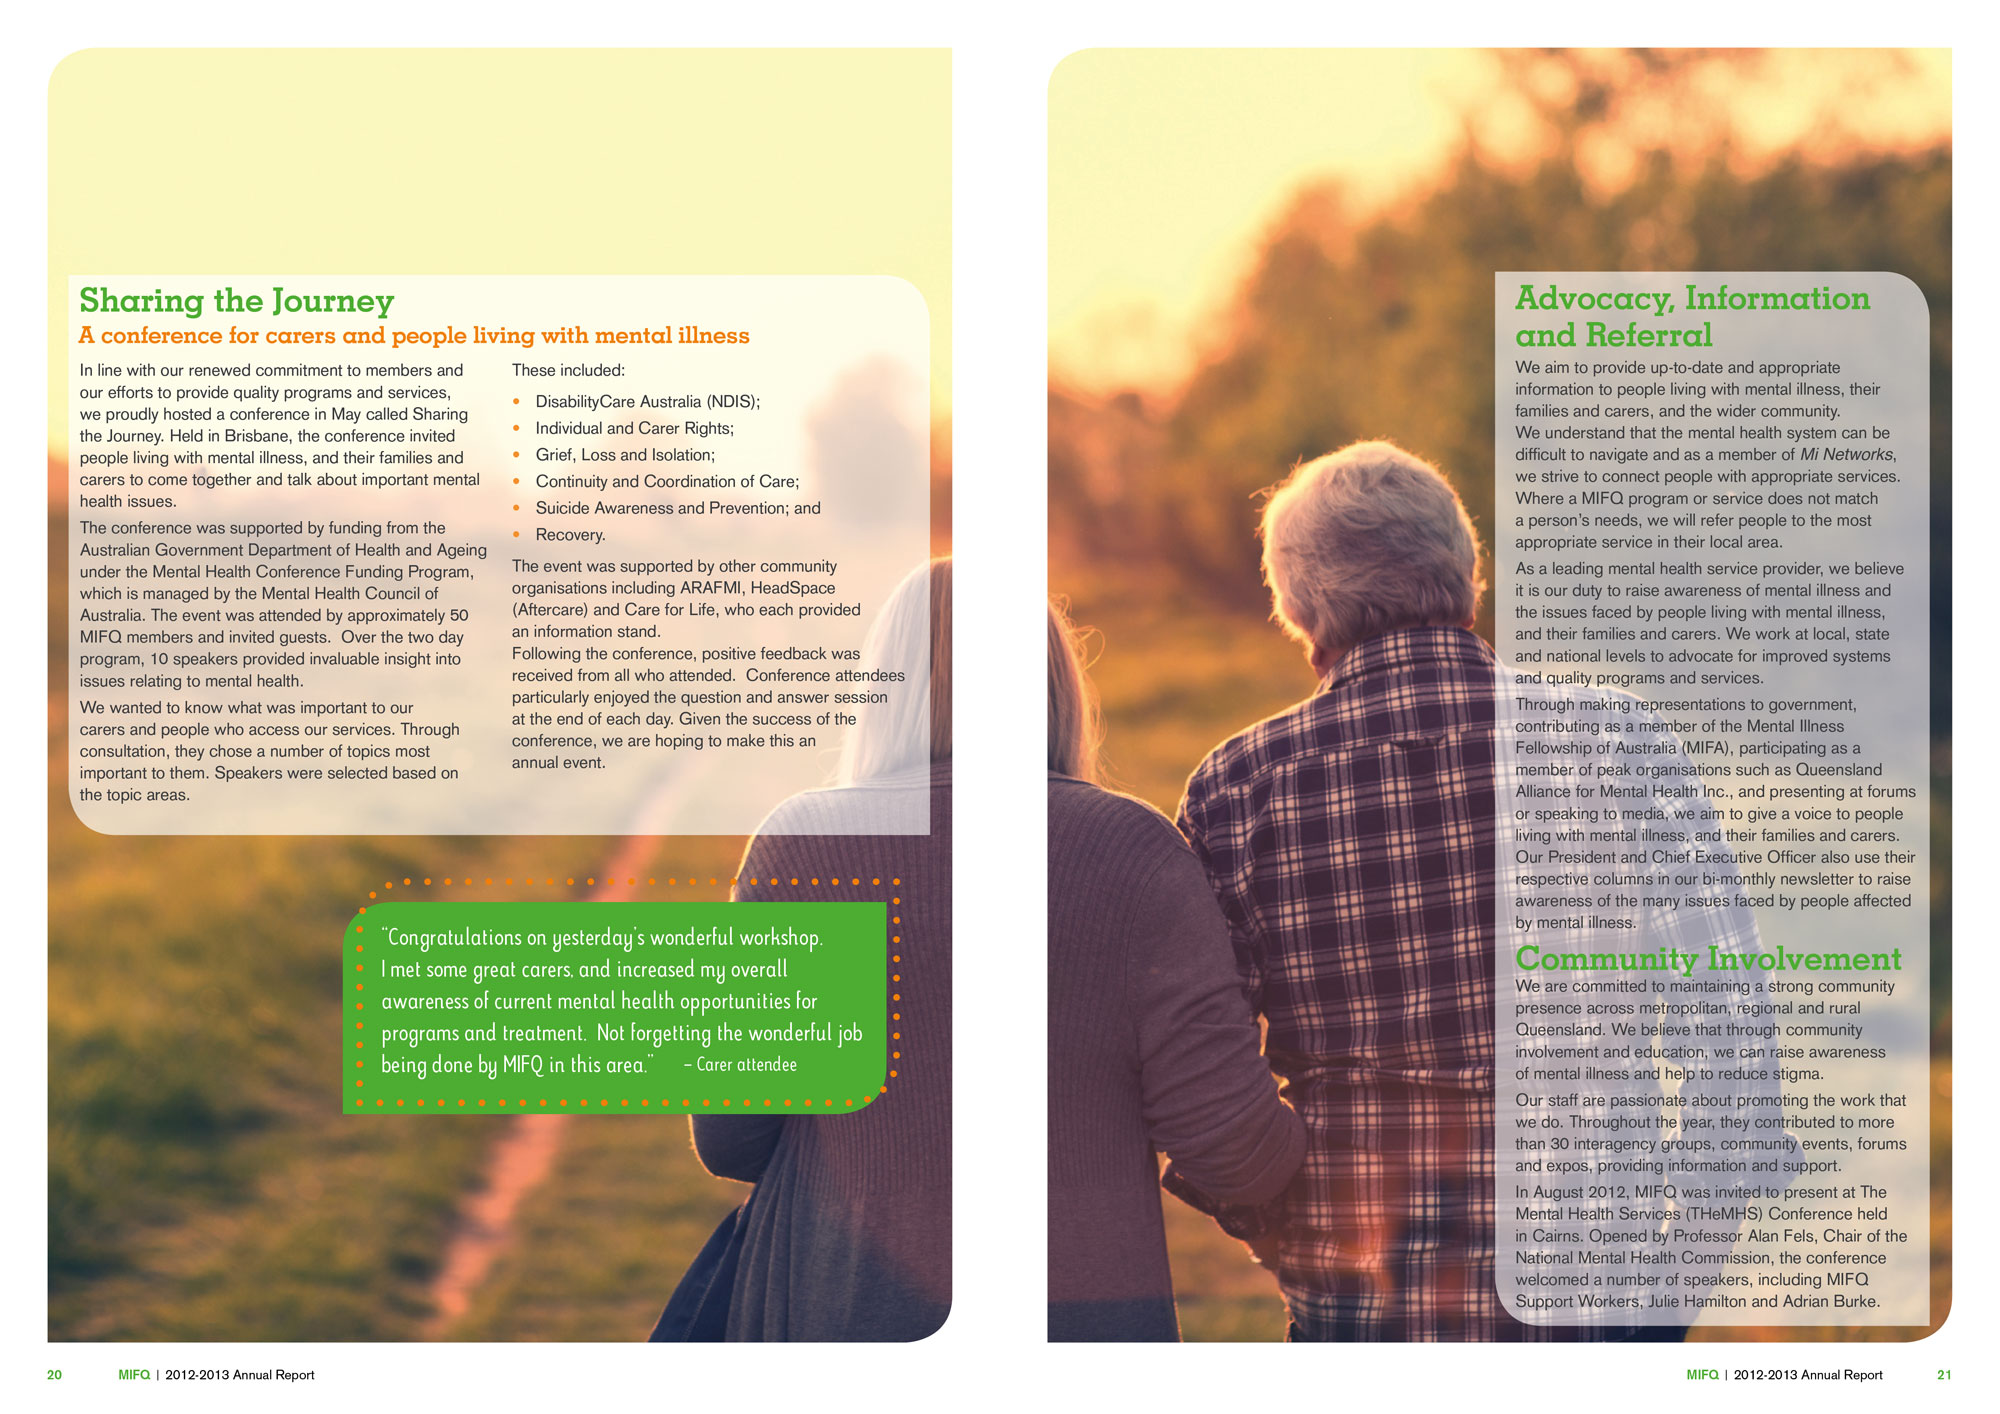 Sharing the Journey
A conference for carers and people living with mental illness
In line with our renewed commitment to members and
our efforts to provide quality programs and services,
we proudly hosted a conference in May called Sharing
the Journey. Held in Brisbane, the conference invited
people living with mental illness, and their families and
carers to come together and talk about important mental
health issues.
The conference was supported by funding from the
Australian Government Department of Health and Ageing
under the Mental Health Conference Funding Program,
which is managed by the Mental Health Council of
Australia. The event was attended by approximately 50
MIFQ members and invited guests.  Over the two day
program, 10 speakers provided invaluable insight into
issues relating to mental health.
We wanted to know what was important to our
carers and people who access our services. Through
consultation, they chose a number of topics most
important to them. Speakers were selected based on
the topic areas.
These included:
• DisabilityCare Australia (NDIS);
• Individual and Carer Rights;
• Grief, Loss and Isolation;
• Continuity and Coordination of Care;
• Suicide Awareness and Prevention; and
• Recovery.
The event was supported by other community
organisations including ARAFMI, HeadSpace
(Aftercare) and Care for Life, who each provided
an information stand.
Following the conference, positive feedback was
received from all who attended.  Conference attendees
particularly enjoyed the question and answer session
at the end of each day. Given the success of the
conference, we are hoping to make this an
annual event.
“Congratulations on yesterday’s wonderful workshop.
I met some great carers, and increased my overall
awareness of current mental health opportunities for
programs and treatment.  Not forgetting the wonderful job
being done by MIFQ in this area.” – Carer attendee
20 MIFQ | 2012-2013 Annual Report
Advocacy, Information
and Referral
We aim to provide up-to-date and appropriate
information to people living with mental illness, their
families and carers, and the wider community.
We understand that the mental health system can be
difficult to navigate and as a member of Mi Networks,
we strive to connect people with appropriate services.
Where a MIFQ program or service does not match
a person’s needs, we will refer people to the most
appropriate service in their local area.
As a leading mental health service provider, we believe
it is our duty to raise awareness of mental illness and
the issues faced by people living with mental illness,
and their families and carers. We work at local, state
and national levels to advocate for improved systems
and quality programs and services.
Through making representations to government,
contributing as a member of the Mental Illness
Fellowship of Australia (MIFA), participating as a
member of peak organisations such as Queensland
Alliance for Mental Health Inc., and presenting at forums
or speaking to media, we aim to give a voice to people
living with mental illness, and their families and carers.
Our President and Chief Executive Officer also use their
respective columns in our bi-monthly newsletter to raise
awareness of the many issues faced by people affected
by mental illness.
Community Involvement
We are committed to maintaining a strong community
presence across metropolitan, regional and rural
Queensland. We believe that through community
involvement and education, we can raise awareness
of mental illness and help to reduce stigma.
Our staff are passionate about promoting the work that
we do. Throughout the year, they contributed to more
than 30 interagency groups, community events, forums
and expos, providing information and support.
In August 2012, MIFQ was invited to present at The
Mental Health Services (THeMHS) Conference held
in Cairns. Opened by Professor Alan Fels, Chair of the
National Mental Health Commission, the conference
welcomed a number of speakers, including MIFQ
Support Workers, Julie Hamilton and Adrian Burke.
MIFQ | 2012-2013 Annual Report 21